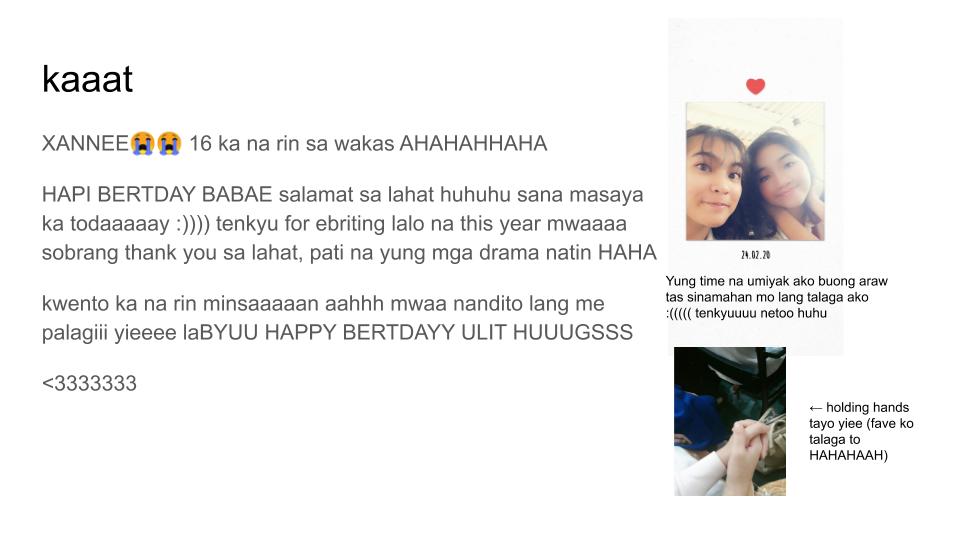 kaaat
XANNEE😭😭 16 ka na rin sa wakas AHAHAHHAHA
HAPI BERTDAY BABAE salamat sa lahat huhuhu sana masaya
ka todaaaaay :)))) tenkyu for ebriting lalo na this year mwaaaa
sobrang thank you sa lahat, pati na yung mga drama natin HAHA
kwento ka na rin minsaaaaan aahhh mwaa nandito lang me
palagiii yieeee laBYUU HAPPY BERTDAYY ULIT HUUUGSSS
<3333333
24.02.20
Yung time na umiyak ako buong araw
tas sinamahan mo lang talaga ako
:((((( tenkyuuuu netoo huhu
← holding hands
tayo yiee (fave ko
talaga to
HAHAHAAH)